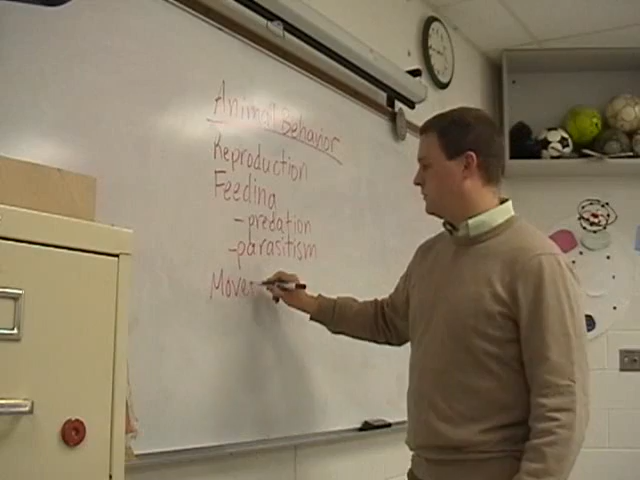 Animal Behavior
Reproduction
Feeding
-predation
-parasitism
Move